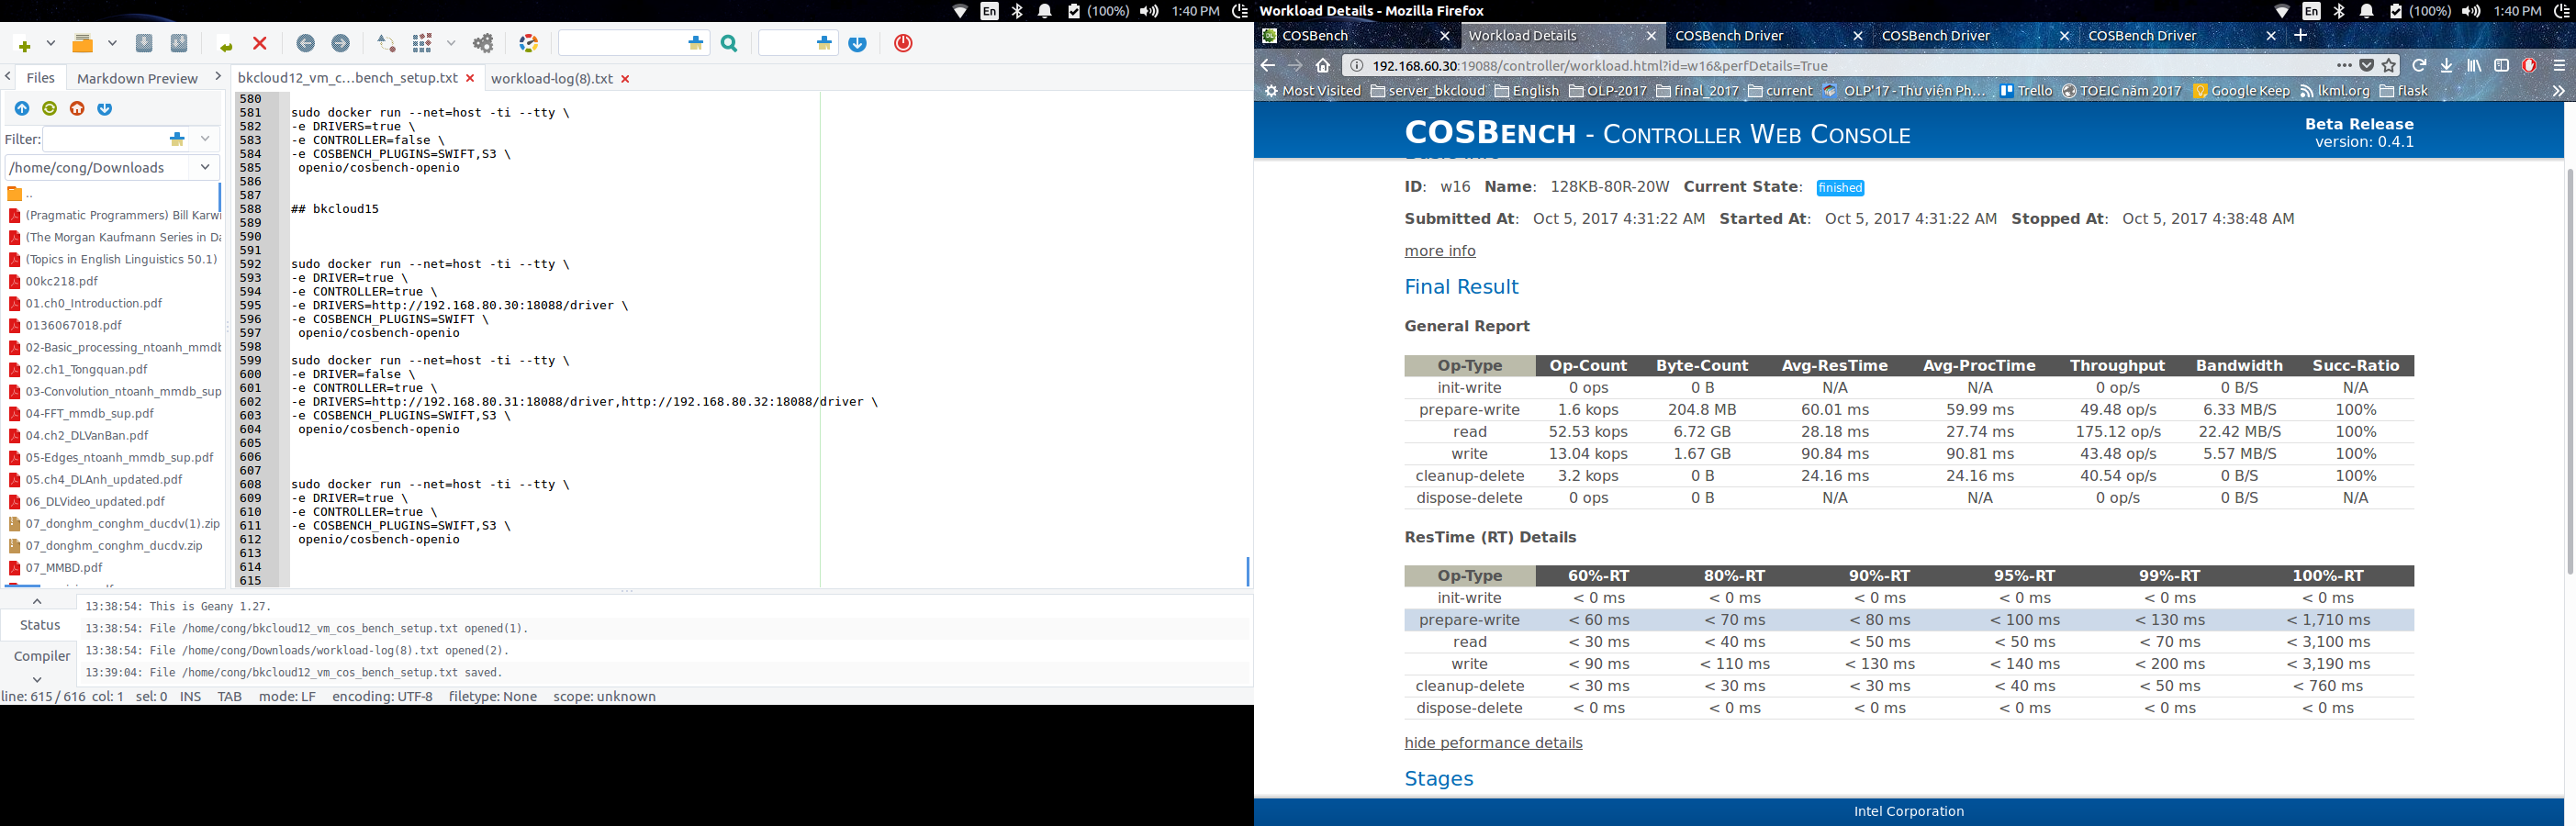 En (100%) 1:40 PM
Files Markdown Preview bkcloud12_vm_c...bench_setup.txt workload-log(8).txt
Filter:
/home/cong/Downloads
..
(Pragmatic Programmers) Bill Karwi
(The Morgan Kaufmann Series in Da
(Topics in English Linguistics 50.1)
00kc218.pdf
01.ch0_Introduction.pdf
0136067018.pdf
02-Basic_processing_ntoanh_mmdb
02.ch1_Tongquan.pdf
03-Convolution_ntoanh_mmdb_sup
04-FFT_mmdb_sup.pdf
04.ch2_DLVanBan.pdf
05-Edges_ntoanh_mmdb_sup.pdf
05.ch4_DLAnh_updated.pdf
06_DLVideo_updated.pdf
07_donghm_conghm_ducdv(1).zip
07_donghm_conghm_ducdv.zip
07_MMBD.pdf
580
581 sudo docker run --net=host -ti --tty \
582 -e DRIVERS=true \
583 -e CONTROLLER=false \
584 -e COSBENCH_PLUGINS=SWIFT,S3 \
585 openio/cosbench-openio
586
587
588 ## bkcloud15
589
590
591
592 sudo docker run --net=host -ti --tty \
593 -e DRIVER=true \
594 -e CONTROLLER=true \
595 -e DRIVERS=http://192.168.80.30:18088/driver \
596 -e COSBENCH_PLUGINS=SWIFT \
597 openio/cosbench-openio
598
599 sudo docker run --net=host -ti --tty \
600 -e DRIVER=false \
601 -e CONTROLLER=true \
602 -e DRIVERS=http://192.168.80.31:18088/driver,http://192.168.80.32:18088/driver \
603 -e COSBENCH_PLUGINS=SWIFT,S3 \
604 openio/cosbench-openio
605
606
607
608 sudo docker run --net=host -ti --tty \
609 -e DRIVER=true \
610 -e CONTROLLER=true \
611 -e COSBENCH_PLUGINS=SWIFT,S3 \
612 openio/cosbench-openio
613
614
615
Status
Compiler
13:38:54: This is Geany 1.27.
13:38:54: File /home/cong/bkcloud12_vm_cos_bench_setup.txt opened(1).
13:38:54: File /home/cong/Downloads/workload-log(8).txt opened(2).
13:39:04: File /home/cong/bkcloud12_vm_cos_bench_setup.txt saved.
line: 615 / 616 col: 1 sel: 0 INS TAB mode: LF encoding: UTF-8 filetype: None scope: unknown
Workload Details - Mozilla Firefox En (100%) 1:40 PM
COSBench Workload Details COSBench Driver COSBench Driver COSBench Driver
192.168.60.30:19088/controller/workload.html?id=w16&perfDetails=True
Most Visited server_bkcloud English OLP-2017 final_2017 current OLP'17 - Thư viện Ph... Trello TOEIC năm 2017 Google Keep lkml.org flask
COSBENCH - CONTROLLER WEB CONSOLE
Beta Release
version: 0.4.1
Basic Info
ID: w16 Name: 128KB-80R-20W Current State: finished
Submitted At: Oct 5, 2017 4:31:22 AM Started At: Oct 5, 2017 4:31:22 AM Stopped At: Oct 5, 2017 4:38:48 AM
more info
Final Result
General Report
Op-Type Op-Count Byte-Count Avg-ResTime Avg-ProcTime Throughput Bandwidth Succ-Ratio
init-write 0 ops 0 B N/A N/A 0 op/s 0 B/S N/A
prepare-write 1.6 kops 204.8 MB 60.01 ms 59.99 ms 49.48 op/s 6.33 MB/S 100%
read 52.53 kops 6.72 GB 28.18 ms 27.74 ms 175.12 op/s 22.42 MB/S 100%
write 13.04 kops 1.67 GB 90.84 ms 90.81 ms 43.48 op/s 5.57 MB/S 100%
cleanup-delete 3.2 kops 0 B 24.16 ms 24.16 ms 40.54 op/s 0 B/S 100%
dispose-delete 0 ops 0 B N/A N/A 0 op/s 0 B/S N/A
ResTime (RT) Details
Op-Type 60%-RT 80%-RT 90%-RT 95%-RT 99%-RT 100%-RT
init-write < 0 ms < 0 ms < 0 ms < 0 ms < 0 ms < 0 ms
prepare-write < 60 ms < 70 ms < 80 ms < 100 ms < 130 ms < 1,710 ms
read < 30 ms < 40 ms < 50 ms < 50 ms < 70 ms < 3,100 ms
write < 90 ms < 110 ms < 130 ms < 140 ms < 200 ms < 3,190 ms
cleanup-delete < 30 ms < 30 ms < 30 ms < 40 ms < 50 ms < 760 ms
dispose-delete < 0 ms < 0 ms < 0 ms < 0 ms < 0 ms < 0 ms
hide peformance details
Stages
Intel Corporation